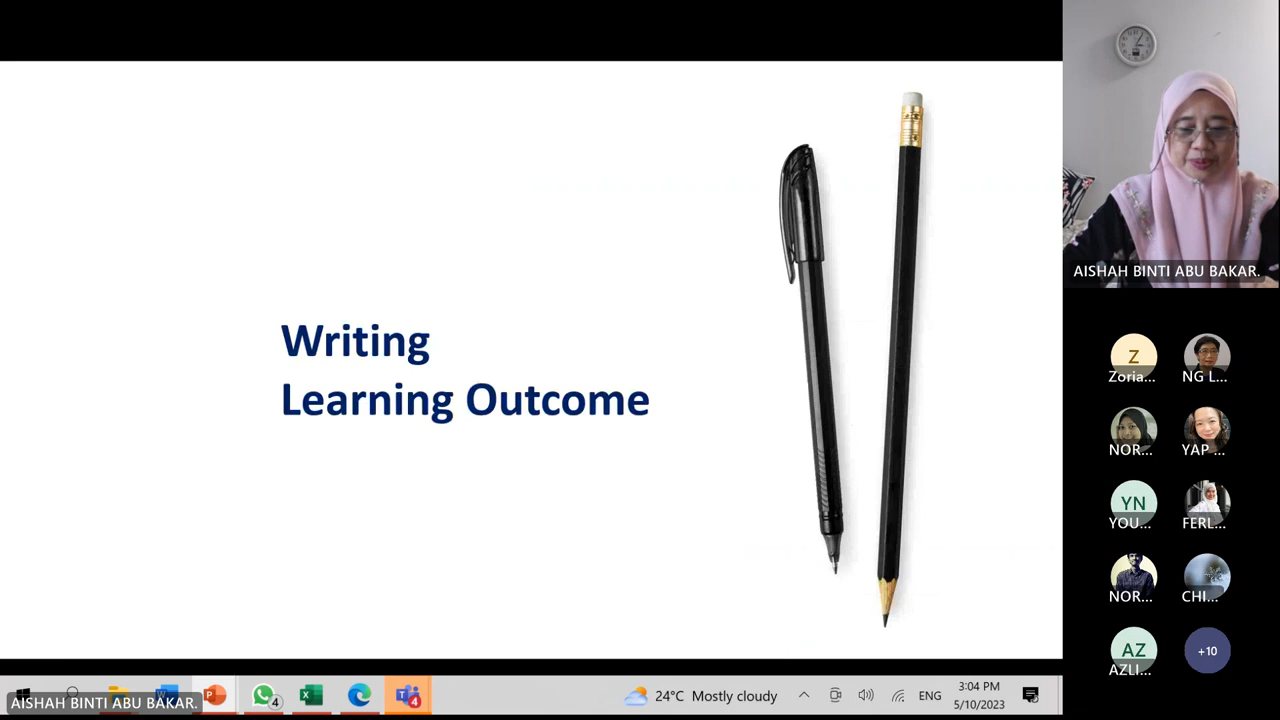 Writing
Learning Outcome
AISHAH BINTI ABU BAKAR.
Z
Zoria...
NG L...
NOR...
YAP ...
YN
YOU...
FERL...
NOR...
CHI...
AZ
AZLI...
+10
AISHAH BINTI ABU BAKAR.
4
4
24°C Mostly cloudy
ENG
3:04 PM
5/10/2023